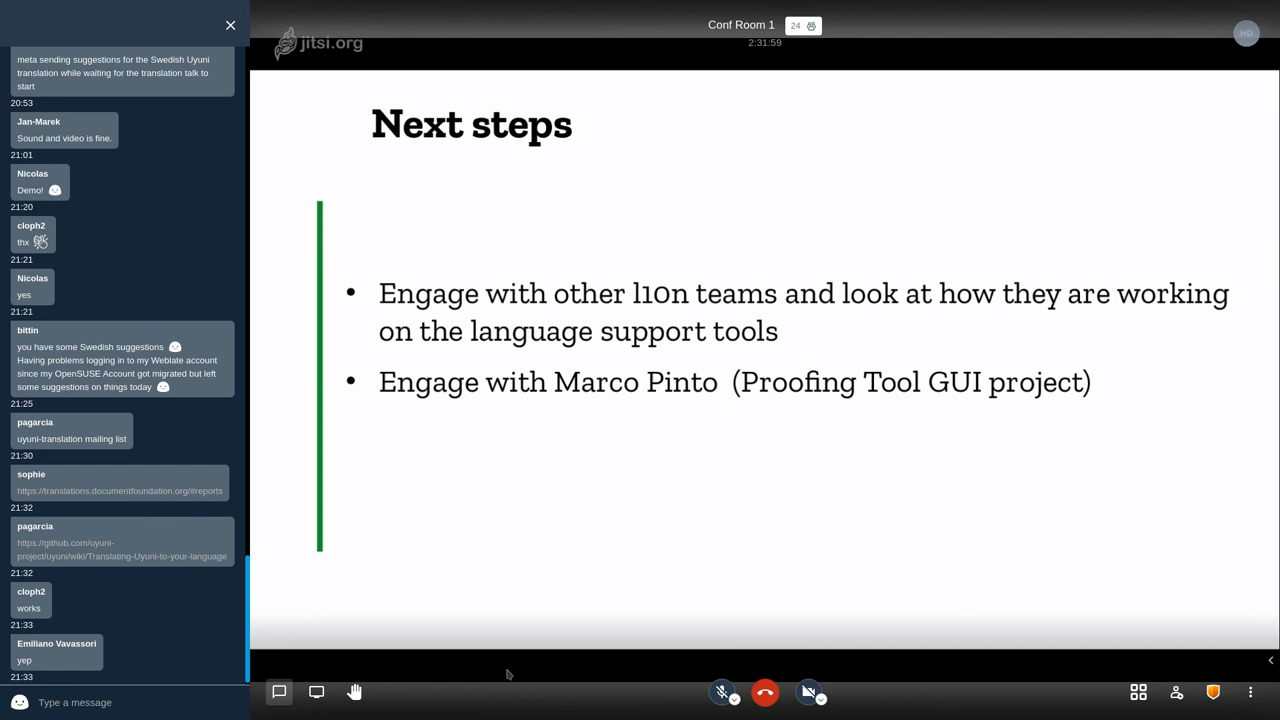 meta sending suggestions for the Swedish Uyuni
translation while waiting for the translation talk to
start
20:53
Jan-Marek
Sound and video is fine.
21:01
Nicolas
Demo!
21:20
cloph2
thx
21:21
Nicolas
yes
21:21
bittin
you have some Swedish suggestions
Having problems logging in to my Weblate account
since my OpenSUSE Account got migrated but left
some suggestions on things today
21:25
pagarcia
uyuni-translation mailing list
21:30
sophie
https://translations.documentfoundation.org/#reports
21:32
pagarcia
https://github.com/uyuni-
project/uyuni/wiki/Translating-Uyuni-to-your-language
21:32
cloph2
works
21:33
Emiliano Vavassori
yep
21:33
Type a message
jitsi.org
Conf Room 1 24
2:31:59
HD
Next steps
• Engage with other l10n teams and look at how they are working
on the language support tools
• Engage with Marco Pinto (Proofing Tool GUI project)